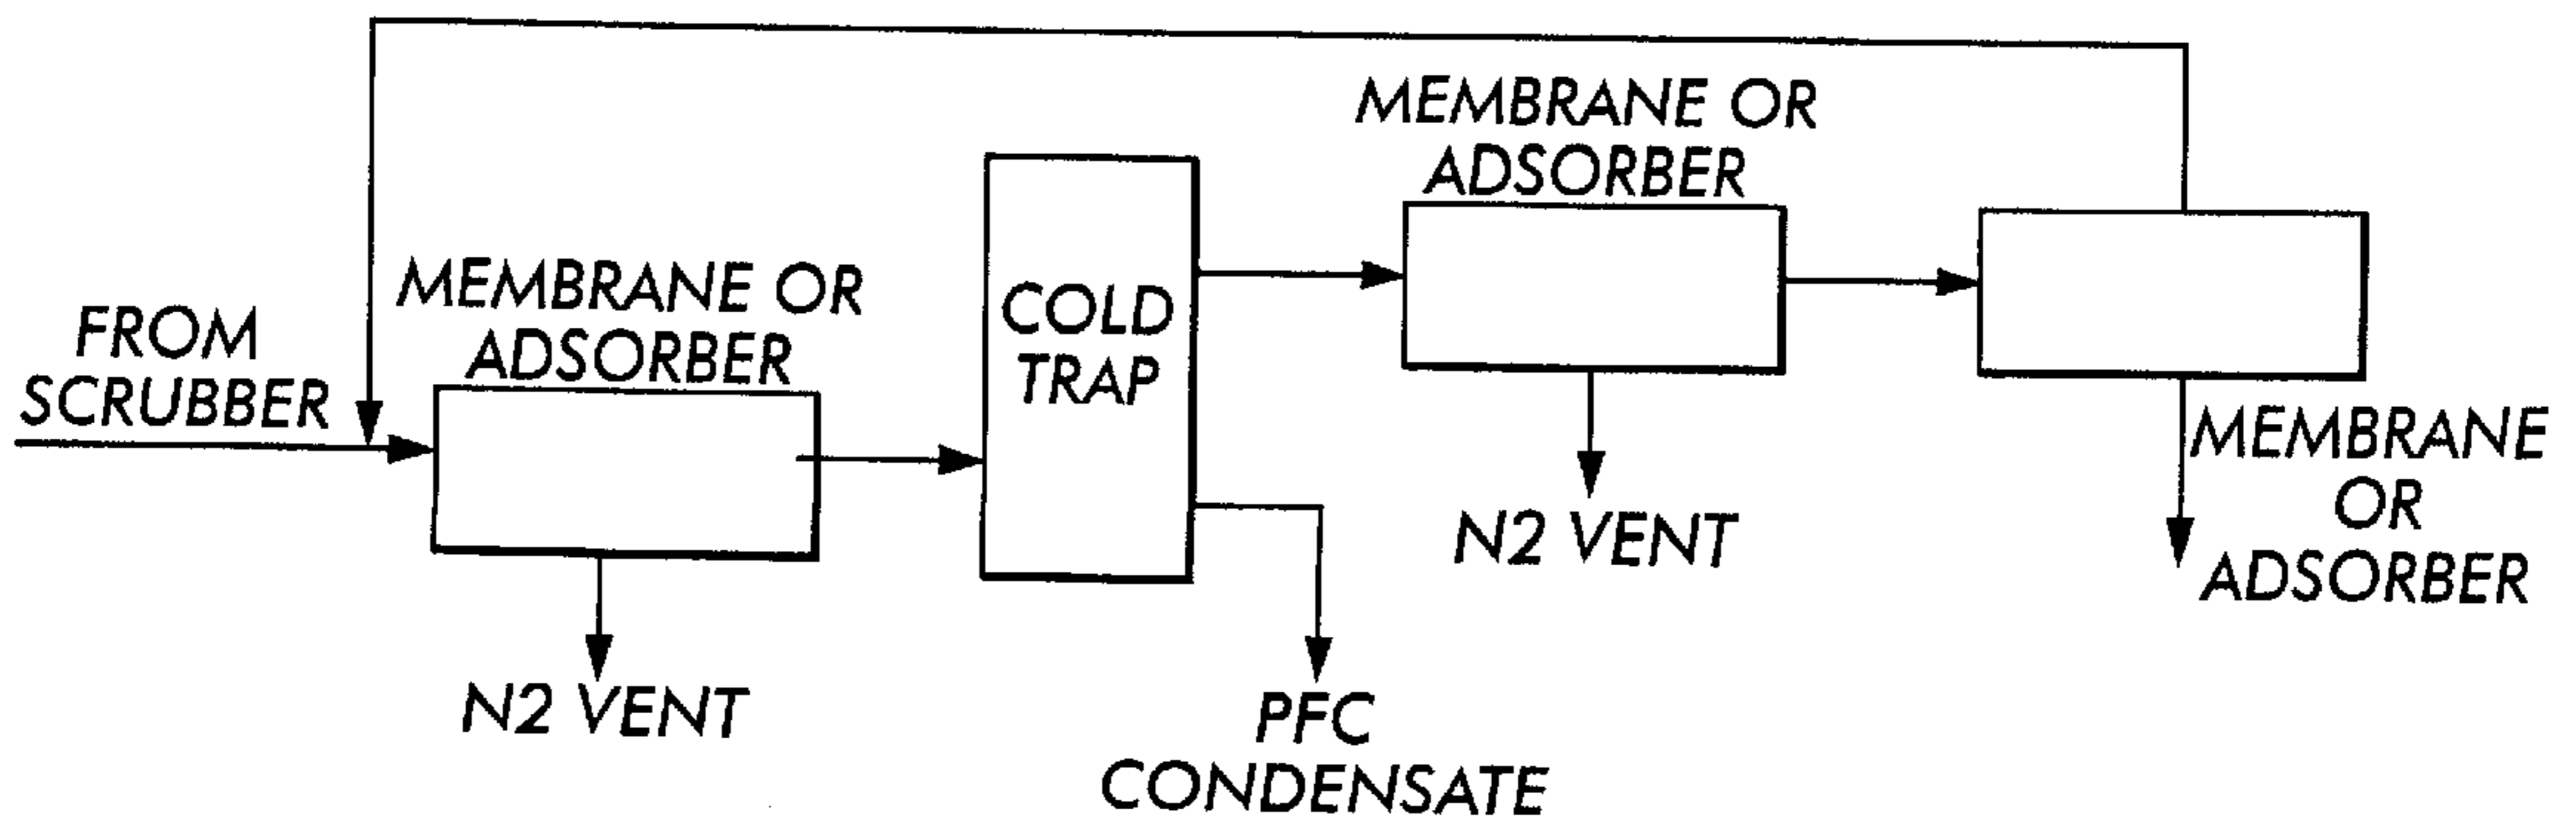 FROM
SCRUBBER
MEMBRANE OR
ADSORBER
N2 VENT
COLD
TRAP
PFC
CONDENSATE
MEMBRANE OR
ADSORBER
N2 VENT
MEMBRANE
OR
ADSORBER